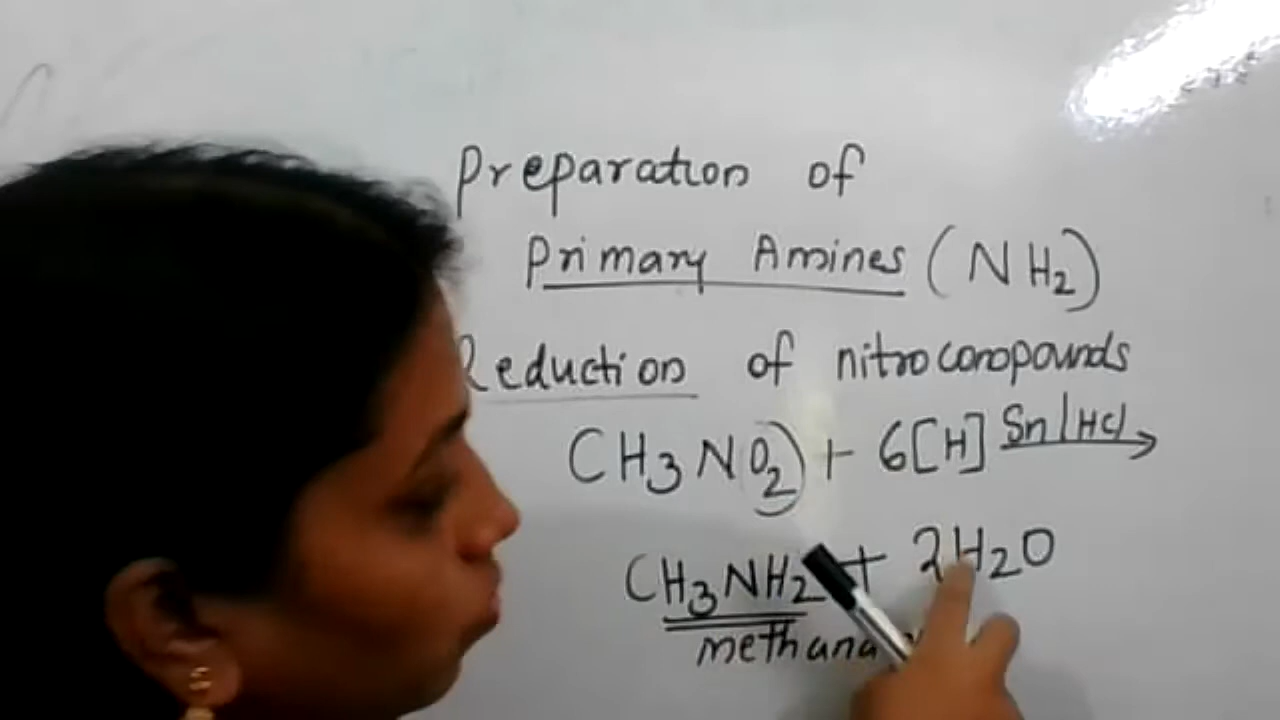 Preparation of
Primary Amines (NH2)
Reduction of nitrocompounds
CH3NO2) + 6[H] Sn/HCl →
CH3NH2 + 2H2O